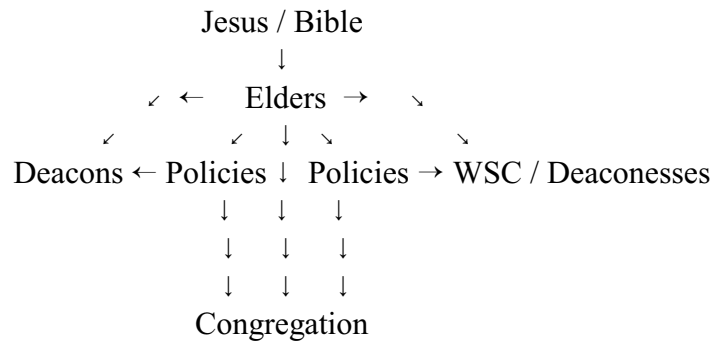 Jesus / Bible
↓
↙ ← Elders → ↘
↙ ↙ ↓ ↘ ↘
Deacons ← Policies ↓ Policies → WSC / Deaconesses
↓ ↓ ↓
↓ ↓ ↓
↓ ↓ ↓
Congregation